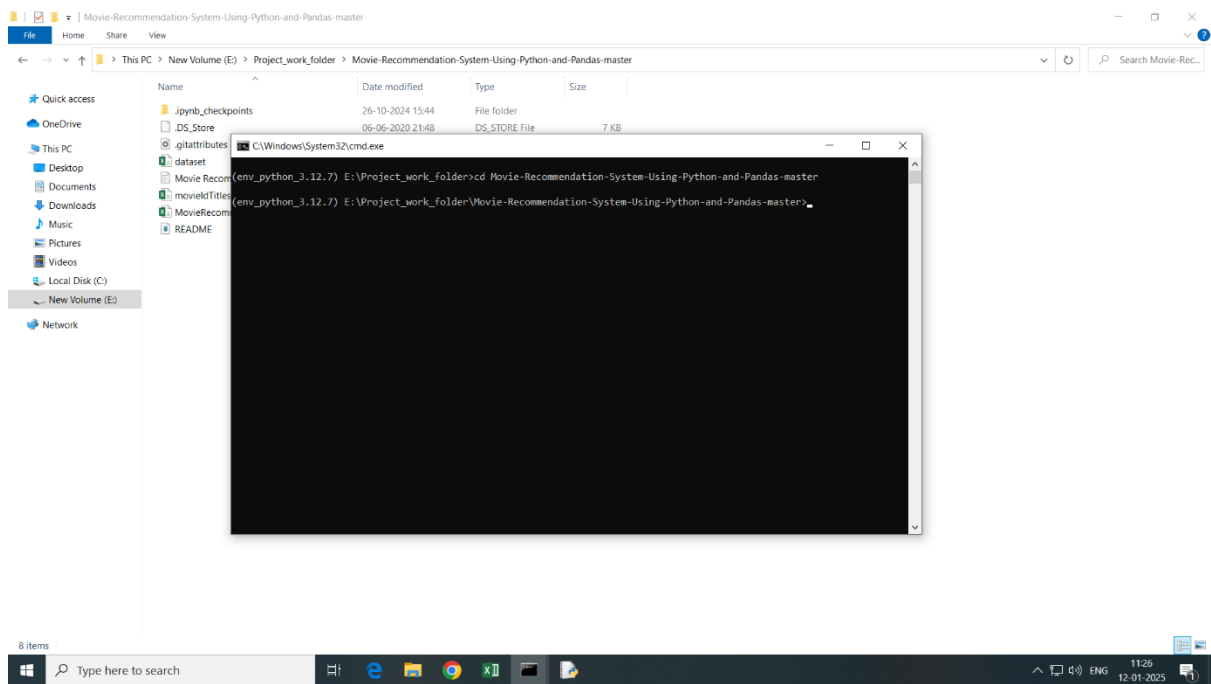 Movie-Recommendation-System-Using-Python-and-Pandas-master
File Home Share View
This PC > New Volume (E:) > Project_work_folder > Movie-Recommendation-System-Using-Python-and-Pandas-master
Search Movie-Rec...
Name Date modified Type Size
Quick access
OneDrive
This PC
Desktop
Documents
Downloads
Music
Pictures
Videos
Local Disk (C:)
New Volume (E:)
Network
.ipynb_checkpoints 26-10-2024 15:44 File folder
.DS_Store 06-06-2020 21:48 DS_STORE File 7 KB
.gitattributes
dataset
Movie Recom
movieIdTitles
MovieRecom
README
C:\Windows\System32\cmd.exe
(env_python_3.12.7) E:\Project_work_folder>cd Movie-Recommendation-System-Using-Python-and-Pandas-master
(env_python_3.12.7) E:\Project_work_folder\Movie-Recommendation-System-Using-Python-and-Pandas-master>
8 items
Type here to search
ENG
11:26
12-01-2025